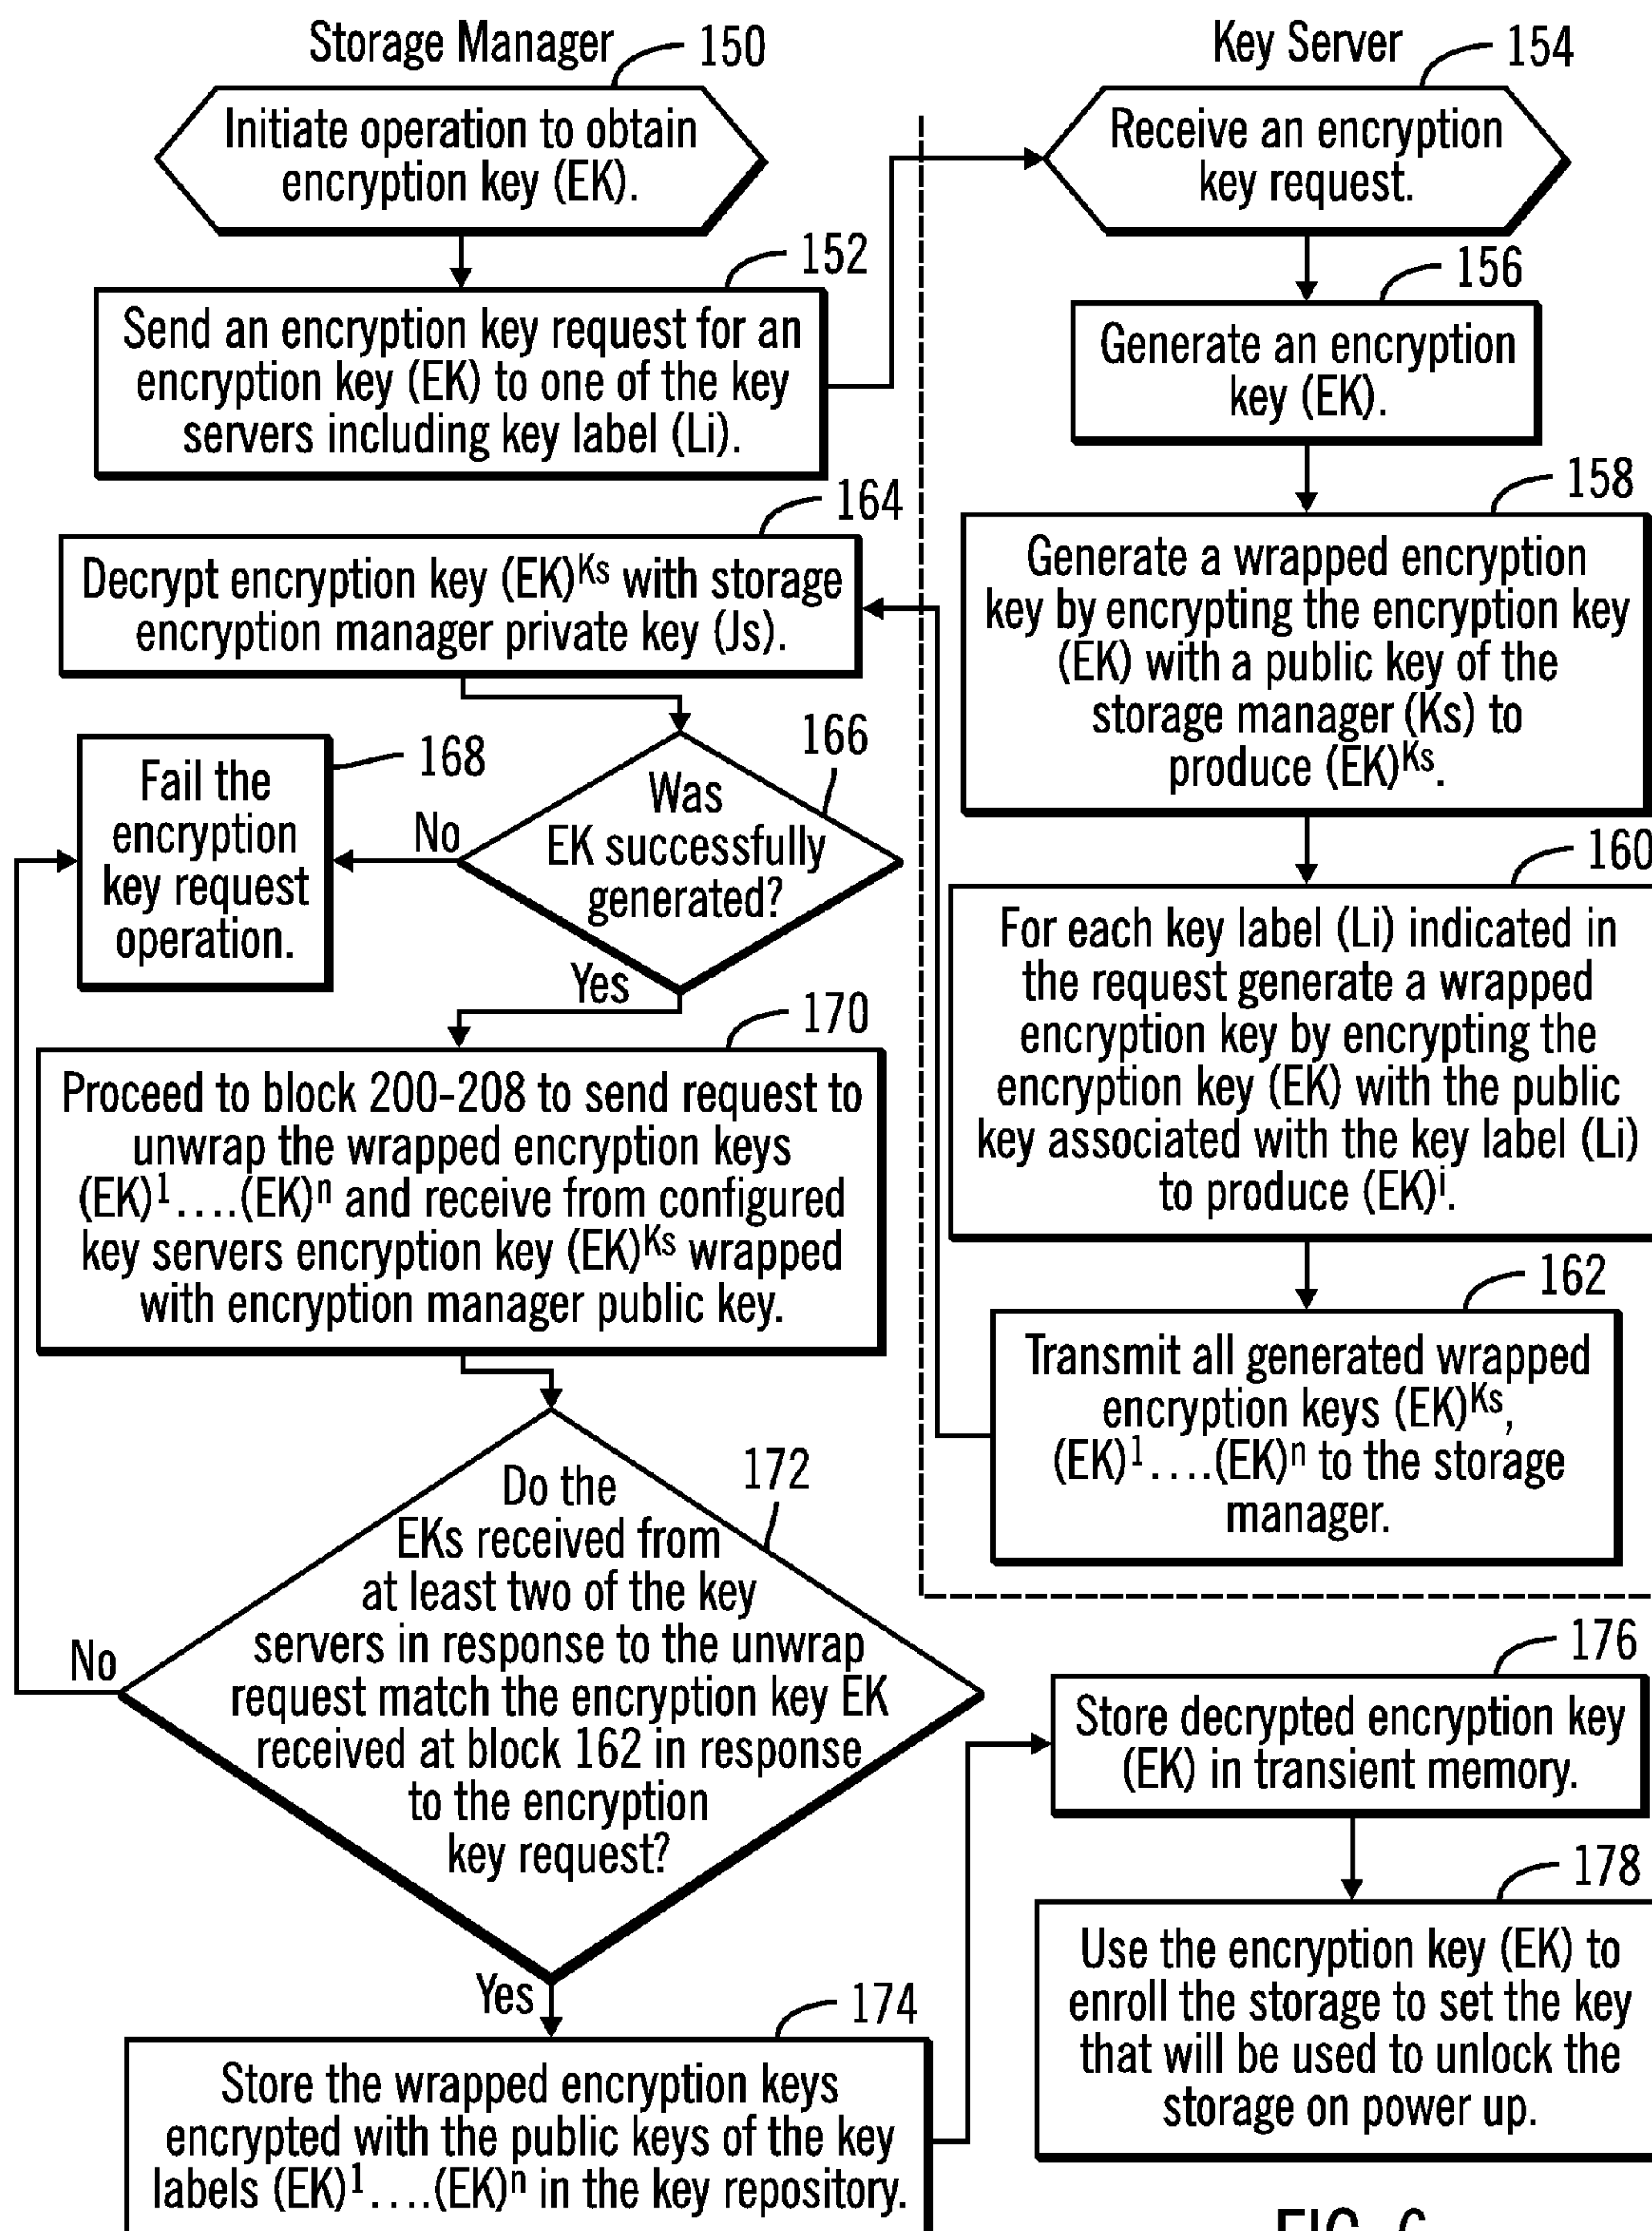 Storage Manager
150
Initiate operation to obtain
encryption key (EK).
152
Send an encryption key request for an
encryption key (EK) to one of the key
servers including key label (Li).
Key Server
154
Receive an encryption
key request.
156
Generate an encryption
key (EK).
158
Generate a wrapped encryption
key by encrypting the encryption key
(EK) with a public key of the
storage manager (Ks) to
produce (EK)ᴷˢ.
160
For each key label (Li) indicated in
the request generate a wrapped
encryption key by encrypting the
encryption key (EK) with the public
key associated with the key label (Li)
to produce (EK)ⁱ.
162
Transmit all generated wrapped
encryption keys (EK)ᴷˢ,
(EK)¹....(EK)ⁿ to the storage
manager.
164
Decrypt encryption key (EK)ᴷˢ with storage
encryption manager private key (Js).
166
Was
EK successfully
generated?
No
168
Fail the
encryption
key request
operation.
Yes
170
Proceed to block 200-208 to send request to
unwrap the wrapped encryption keys
(EK)¹....(EK)ⁿ and receive from configured
key servers encryption key (EK)ᴷˢ wrapped
with encryption manager public key.
172
Do the
EKs received from
at least two of the key
servers in response to the unwrap
request match the encryption key EK
received at block 162 in response
to the encryption
key request?
No
Yes
174
Store the wrapped encryption keys
encrypted with the public keys of the key
labels (EK)¹....(EK)ⁿ in the key repository.
176
Store decrypted encryption key
(EK) in transient memory.
178
Use the encryption key (EK) to
enroll the storage to set the key
that will be used to unlock the
storage on power up.
FIG. 6